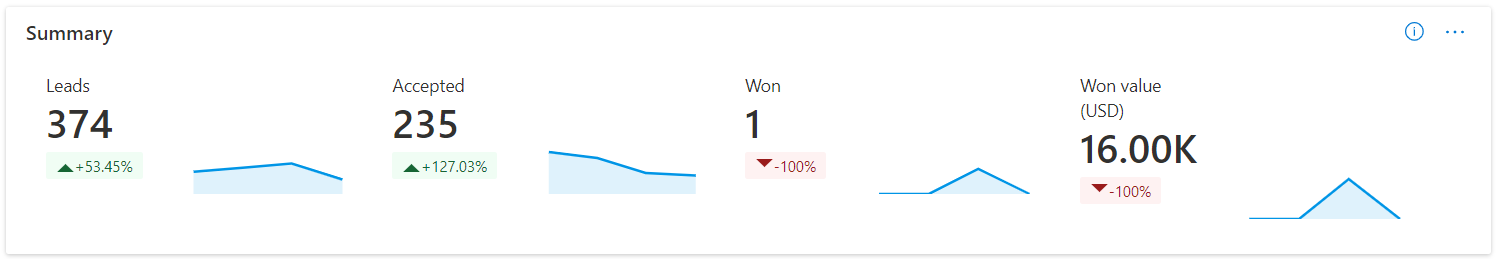 Summary
Leads
374
+53.45%
Accepted
235
+127.03%
Won
1
-100%
Won value
(USD)
16.00K
-100%